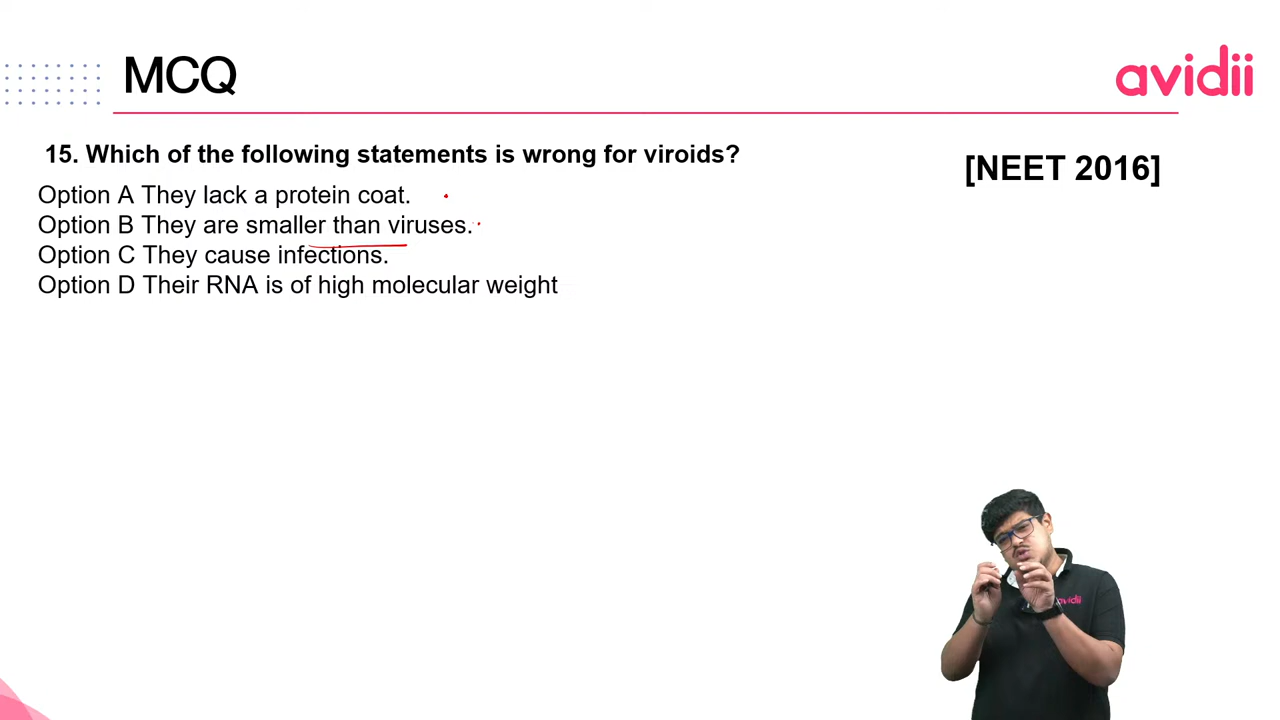 MCQ
avidii
15. Which of the following statements is wrong for viroids?
[NEET 2016]
Option A They lack a protein coat.
Option B They are smaller than viruses.
Option C They cause infections.
Option D Their RNA is of high molecular weight
avidii